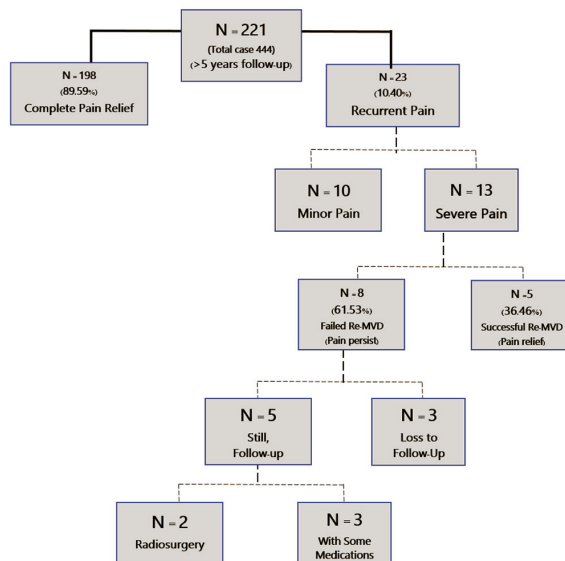 N = 221
(Total case 444)
(>5 years follow-up)
N = 198
(89.59%)
Complete Pain Relief
N = 23
(10.40%)
Recurrent Pain
N = 10
Minor Pain
N = 13
Severe Pain
N = 8
(61.53%)
Failed Re-MVD
(Pain persist)
N = 5
(36.46%)
Successful Re-MVD
(Pain relief)
N = 5
Still,
Follow-up
N = 3
Loss to
Follow-Up
N = 2
Radiosurgery
N = 3
With Some
Medications